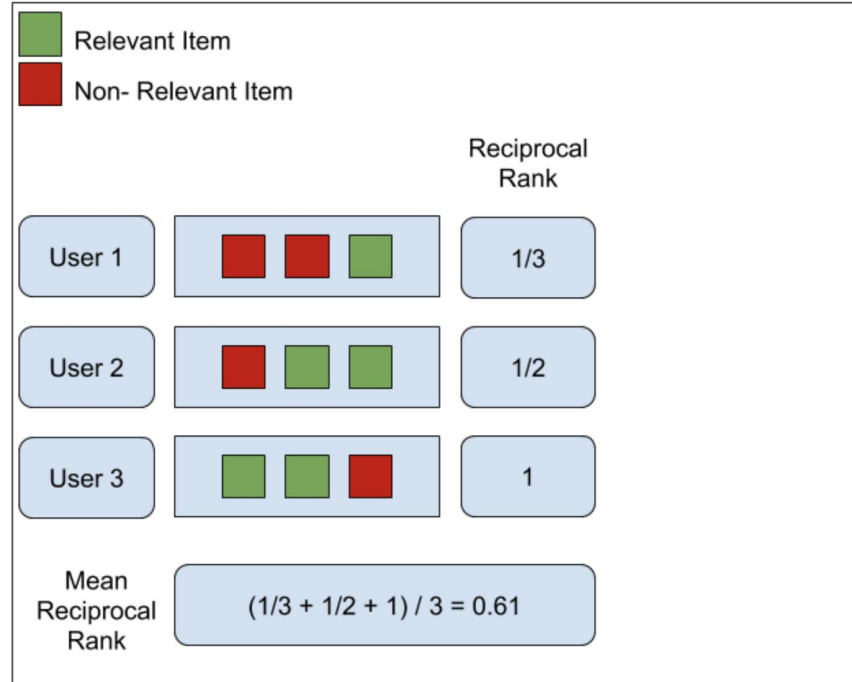 Relevant Item
Non- Relevant Item
Reciprocal
Rank
User 1
1/3
User 2
1/2
User 3
1
Mean
Reciprocal
Rank
(1/3 + 1/2 + 1) / 3 = 0.61